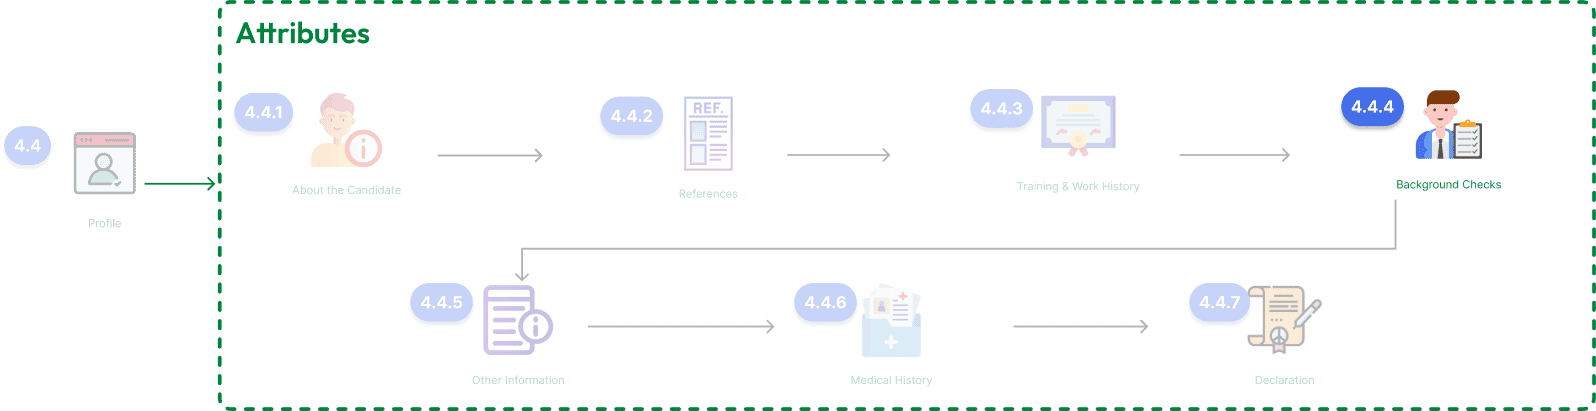 Attributes
4.4
Profile
4.4.1
About the Candidate
4.4.2
REF.
References
4.4.3
Training & Work History
4.4.4
Background Checks
4.4.5
Other Information
4.4.6
Medical History
4.4.7
Declaration